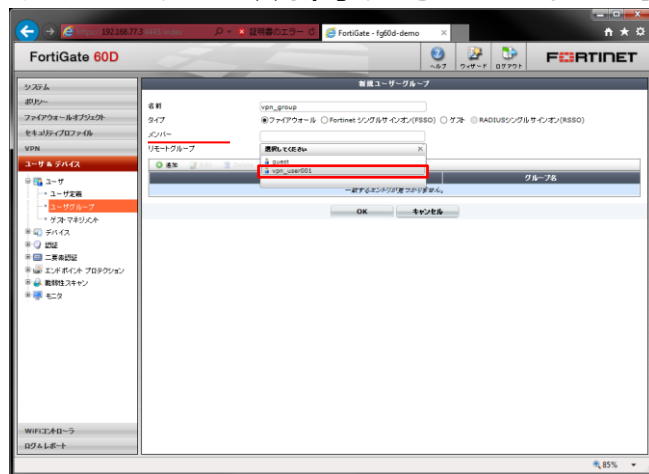 https://192.168.77.3:8443/index
証明書のエラー
FortiGate - fg60d-demo
FortiGate 60D
ヘルプ
ウィザード
ログアウト
FORTINET
システム
ポリシー
ファイアウォールオブジェクト
セキュリティプロファイル
VPN
ユーザ & デバイス
ユーザ
ユーザ定義
ユーザグループ
ゲストマネジメント
デバイス
認証
二要素認証
エンドポイント プロテクション
脆弱性スキャン
モニタ
WiFiコントローラ
ログ&レポート
新規ユーザーグループ
名前
vpn_group
タイプ
ファイアウォール Fortinet シングルサインオン(FSSO) ゲスト RADIUSシングルサインオン(RSSO)
メンバー
リモートグループ
選択してください
×
guest
vpn_user001
追加 Edit Delete
グループ名
一致するエントリが見つかりません。
OK キャンセル
85%